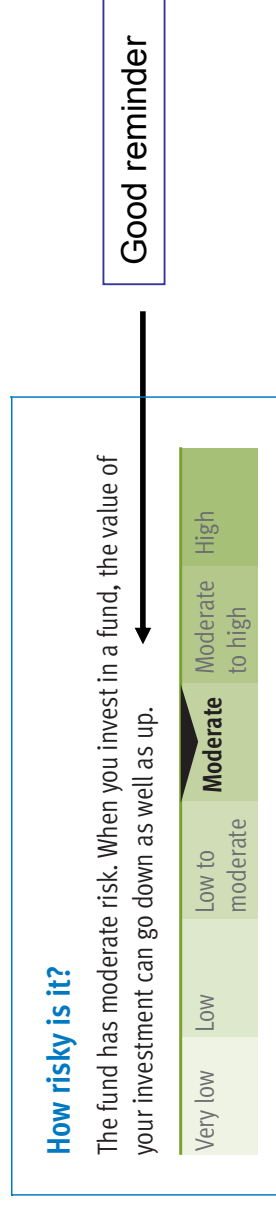 How risky is it?
The fund has moderate risk. When you invest in a fund, the value of
your investment can go down as well as up.
Very low
Low
Low to
moderate
Moderate
Moderate
to high
High
Good reminder